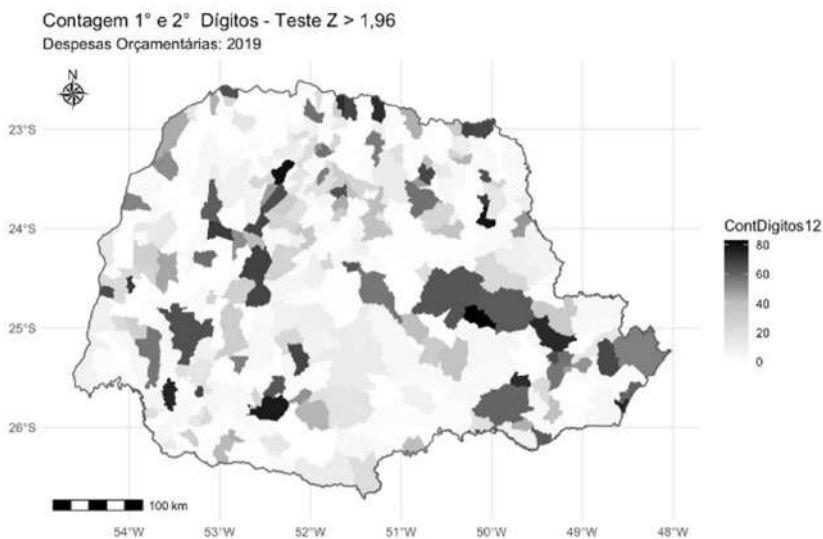 Contagem 1° e 2° Dígitos - Teste Z > 1,96
Despesas Orçamentárias: 2019
N
23°S
24°S
25°S
26°S
ContDigitos12
80
60
40
20
0
100 km
54°W 53°W 52°W 51°W 50°W 49°W 48°W